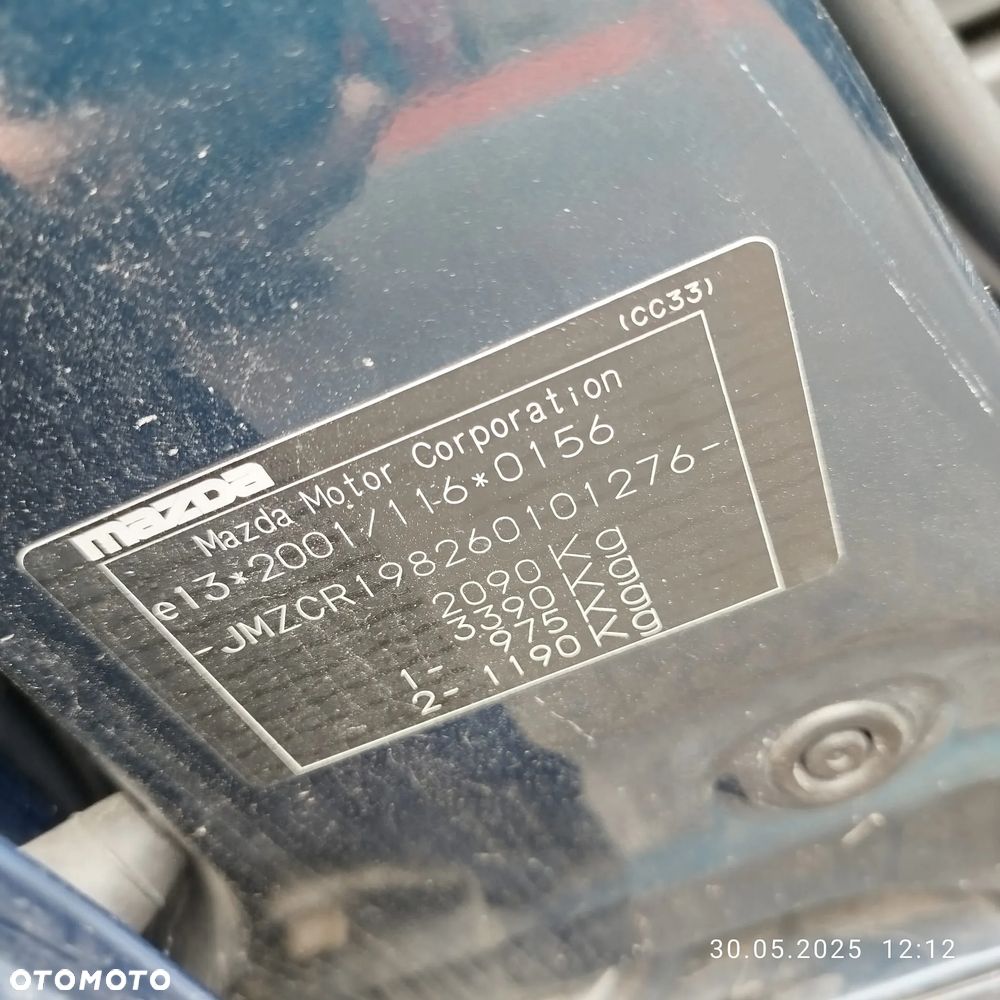 (CC33)
mazda
Mazda Motor Corporation
e13*2001/116*0156
-JMZCR198260101276-
2090 Kg
3390 Kg
1- 975 Kg
2- 1190 Kg
30.05.2025 12:12
OTOMOTO